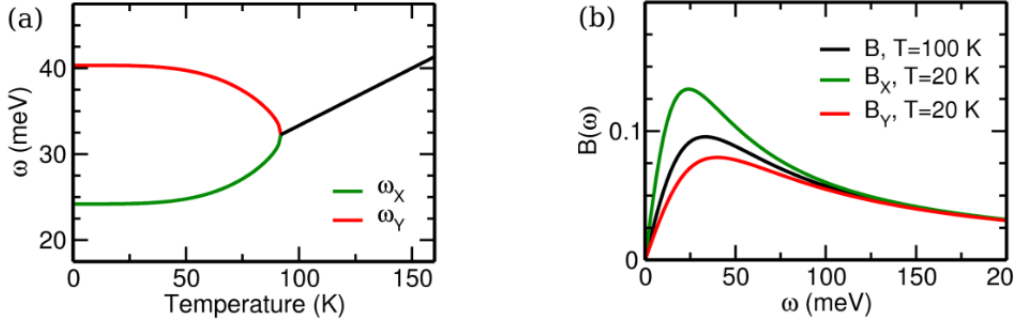 (a)
ω (meV)
40
30
20
0
50
100
150
Temperature (K)
ω_X
ω_Y
(b)
B(ω)
0.1
0
B, T=100 K
B_X, T=20 K
B_Y, T=20 K
0
50
100
150
20
ω (meV)